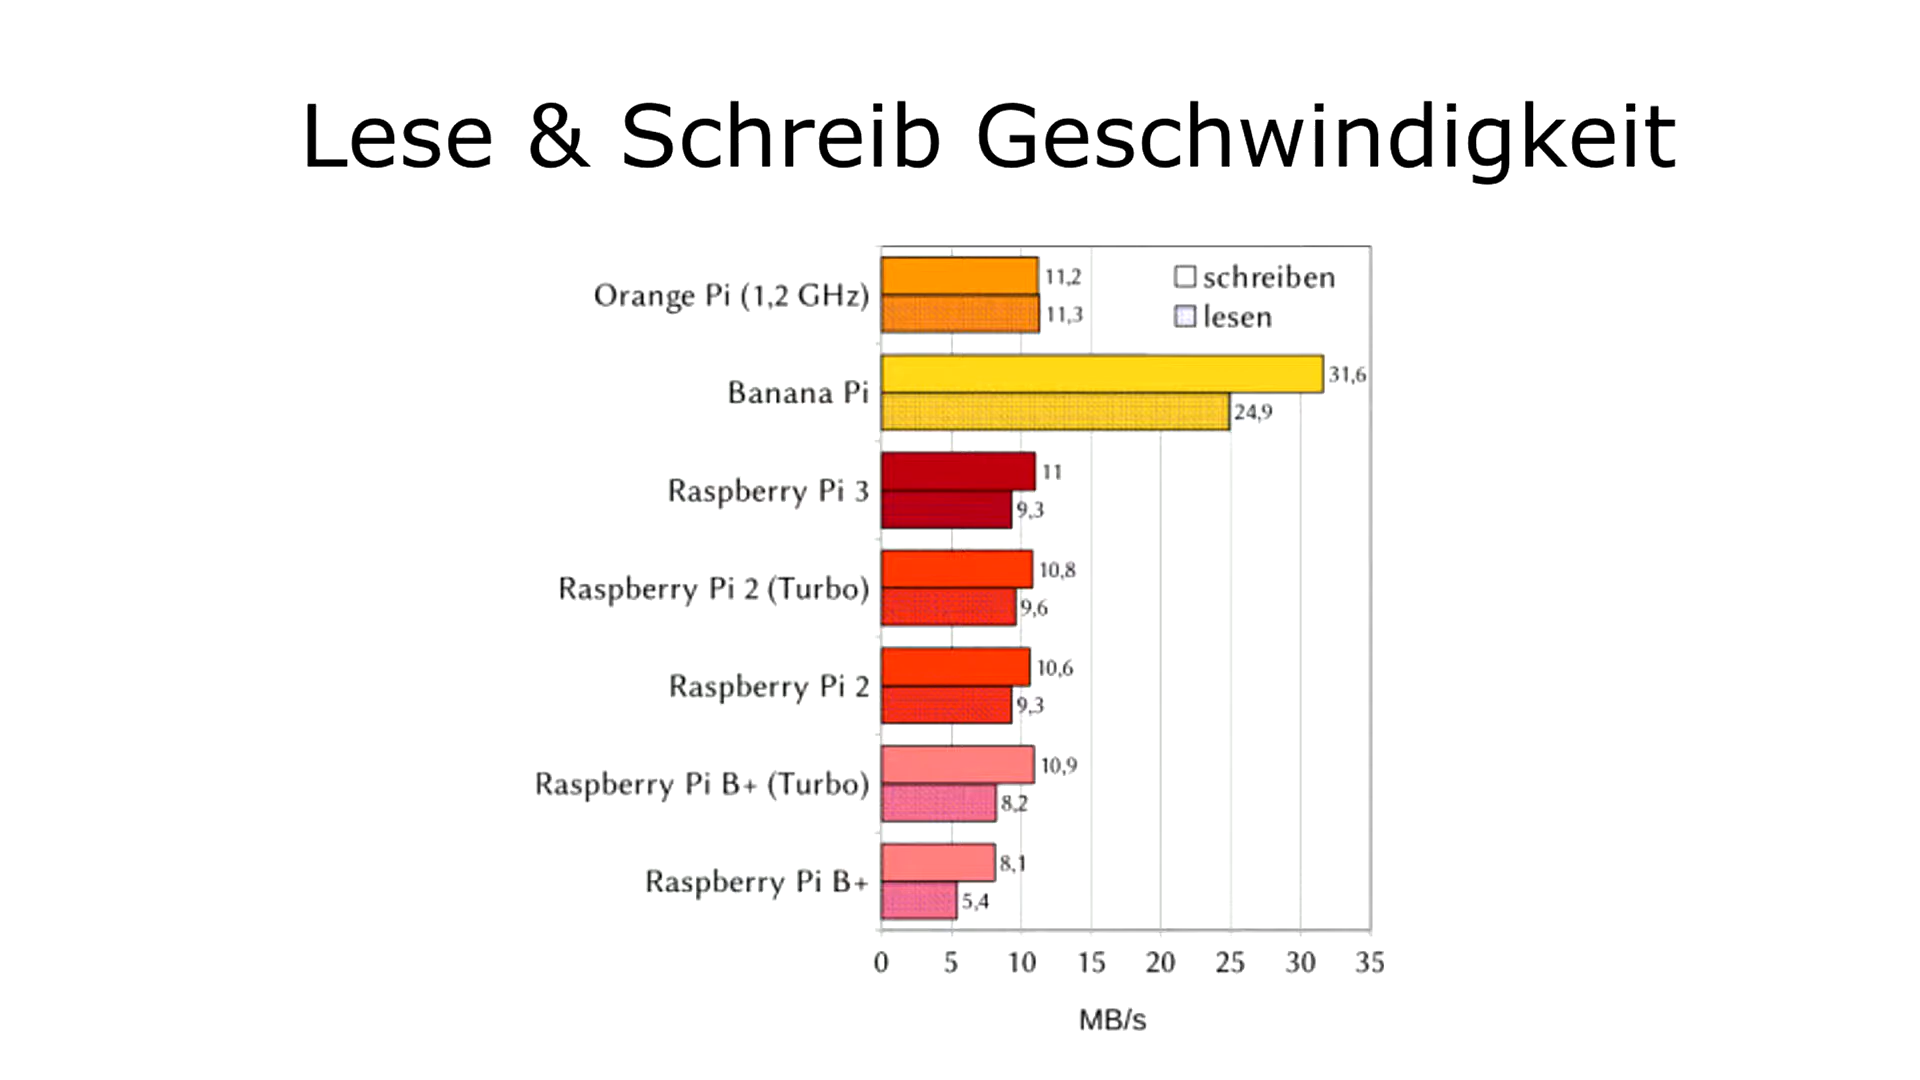 Lese & Schreib Geschwindigkeit
schreiben
lesen
Orange Pi (1,2 GHz)
11,2
11,3
Banana Pi
31,6
24,9
Raspberry Pi 3
11
9,3
Raspberry Pi 2 (Turbo)
10,8
9,6
Raspberry Pi 2
10,6
9,3
Raspberry Pi B+ (Turbo)
10,9
8,2
Raspberry Pi B+
8,1
5,4
0 5 10 15 20 25 30 35
MB/s